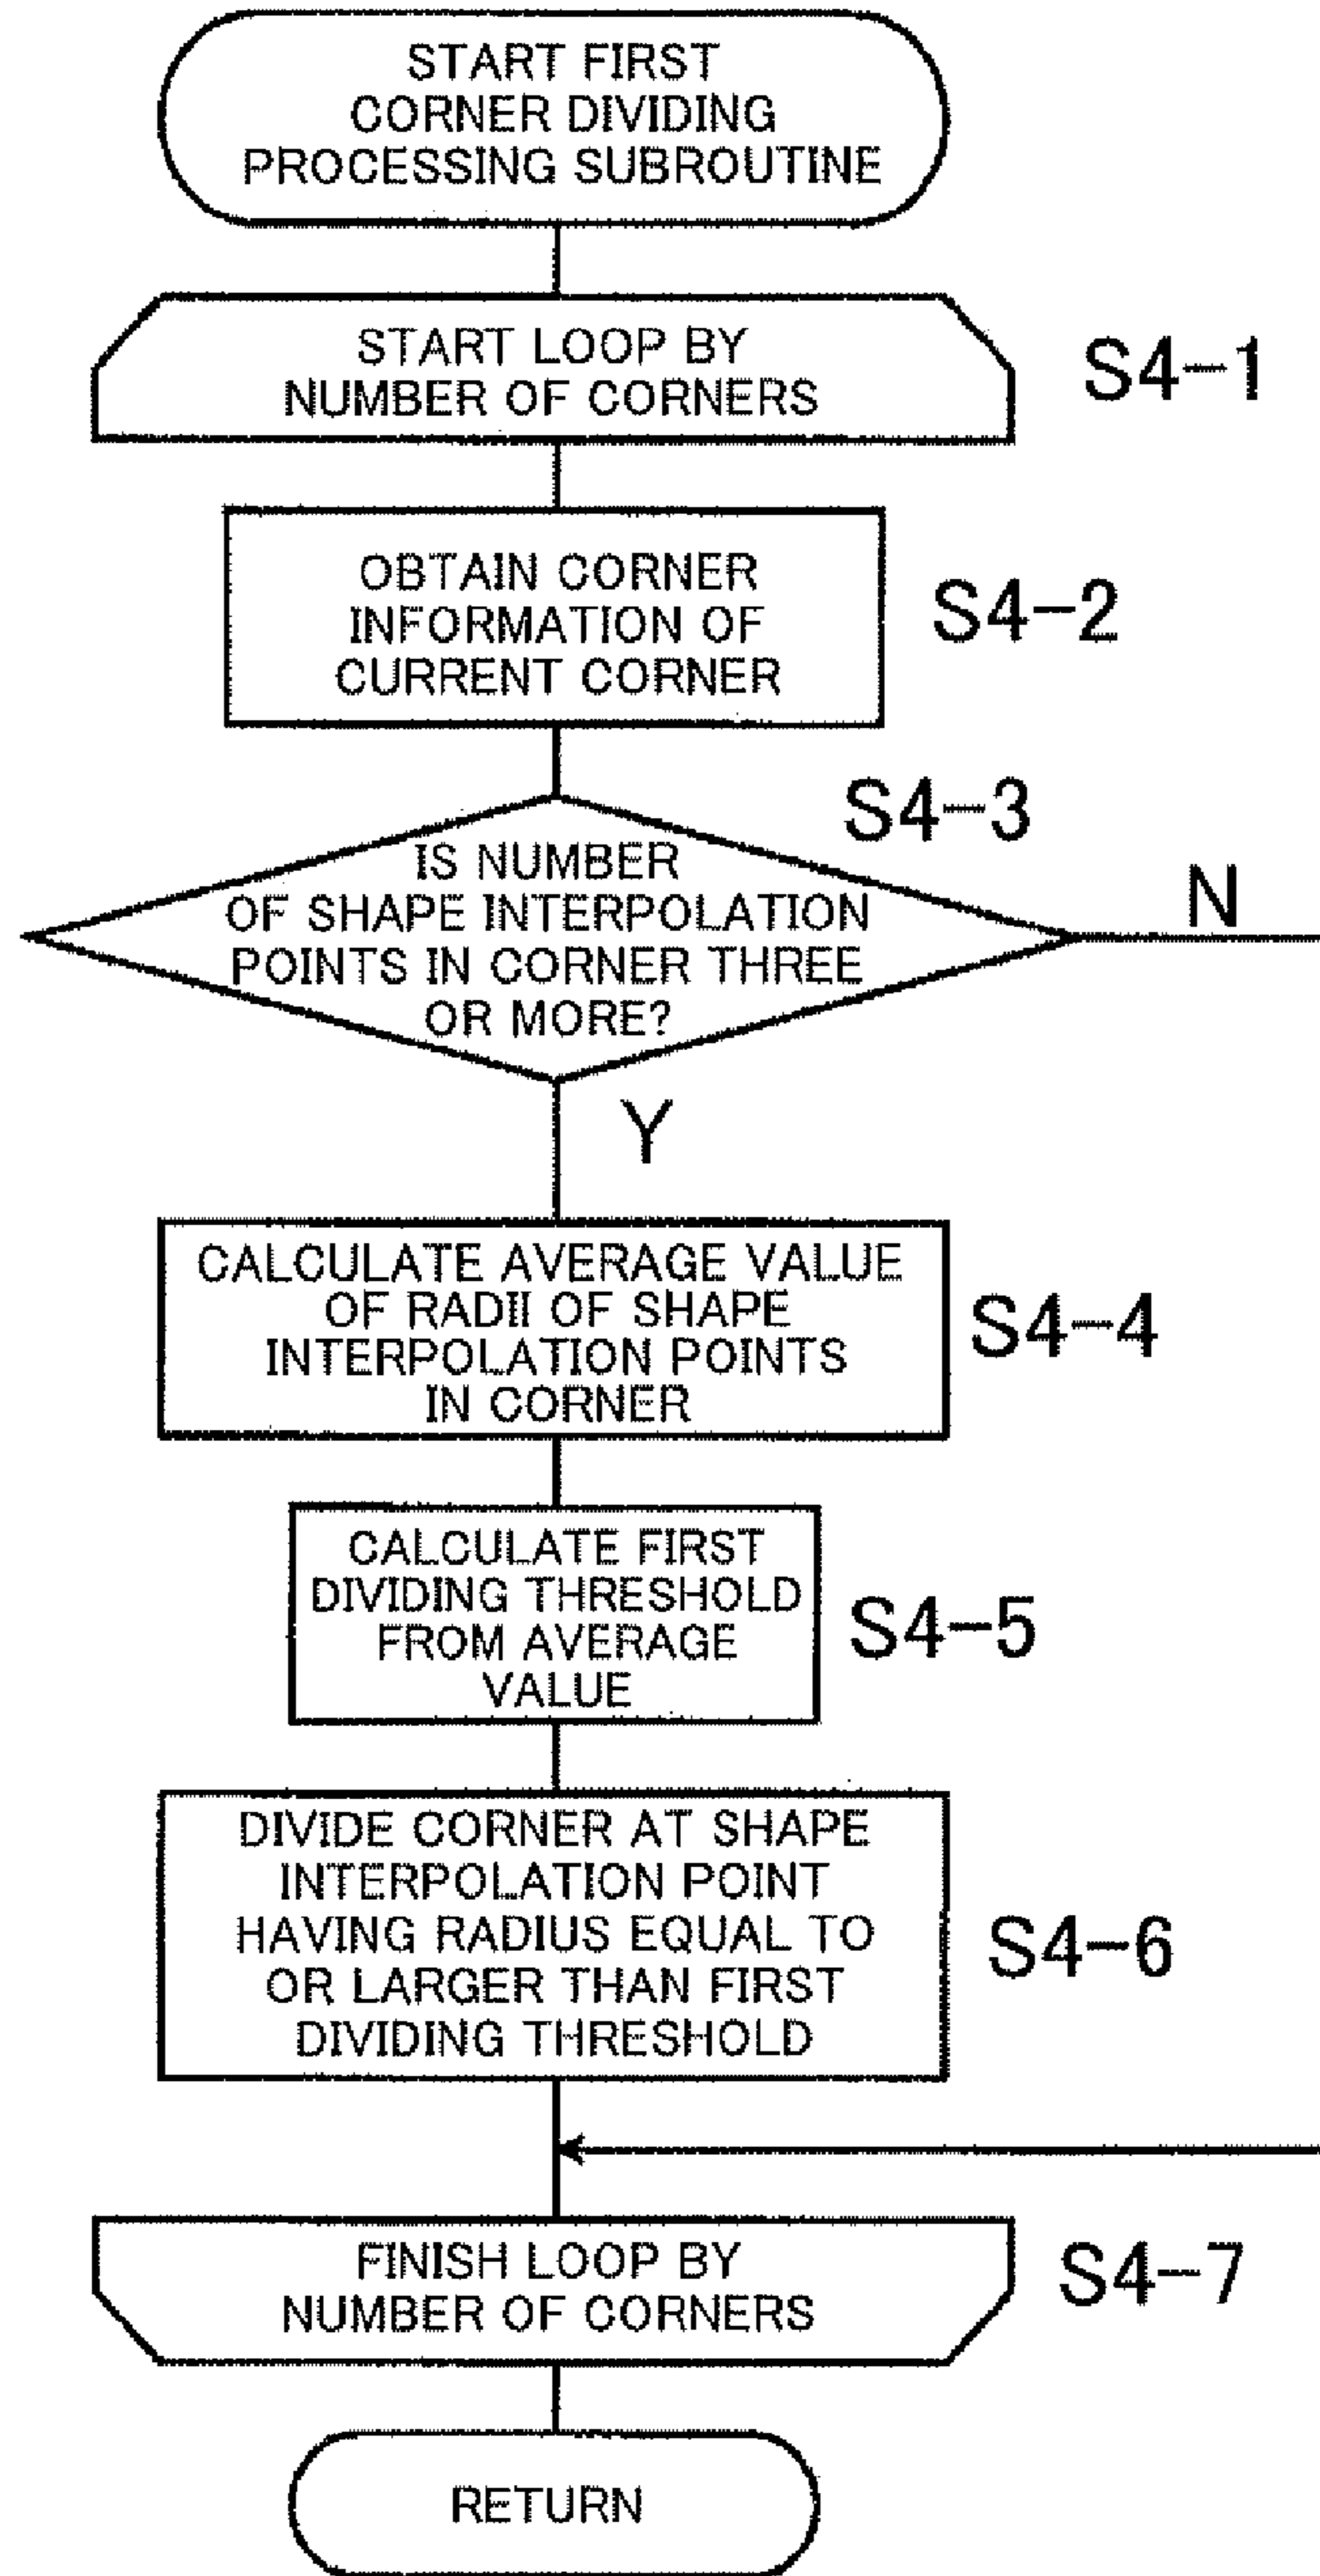 START FIRST
CORNER DIVIDING
PROCESSING SUBROUTINE
START LOOP BY
NUMBER OF CORNERS
S4-1
OBTAIN CORNER
INFORMATION OF
CURRENT CORNER
S4-2
S4-3
IS NUMBER
OF SHAPE INTERPOLATION
POINTS IN CORNER THREE
OR MORE?
N
Y
CALCULATE AVERAGE VALUE
OF RADII OF SHAPE
INTERPOLATION POINTS
IN CORNER
S4-4
CALCULATE FIRST
DIVIDING THRESHOLD
FROM AVERAGE
VALUE
S4-5
DIVIDE CORNER AT SHAPE
INTERPOLATION POINT
HAVING RADIUS EQUAL TO
OR LARGER THAN FIRST
DIVIDING THRESHOLD
S4-6
FINISH LOOP BY
NUMBER OF CORNERS
S4-7
RETURN